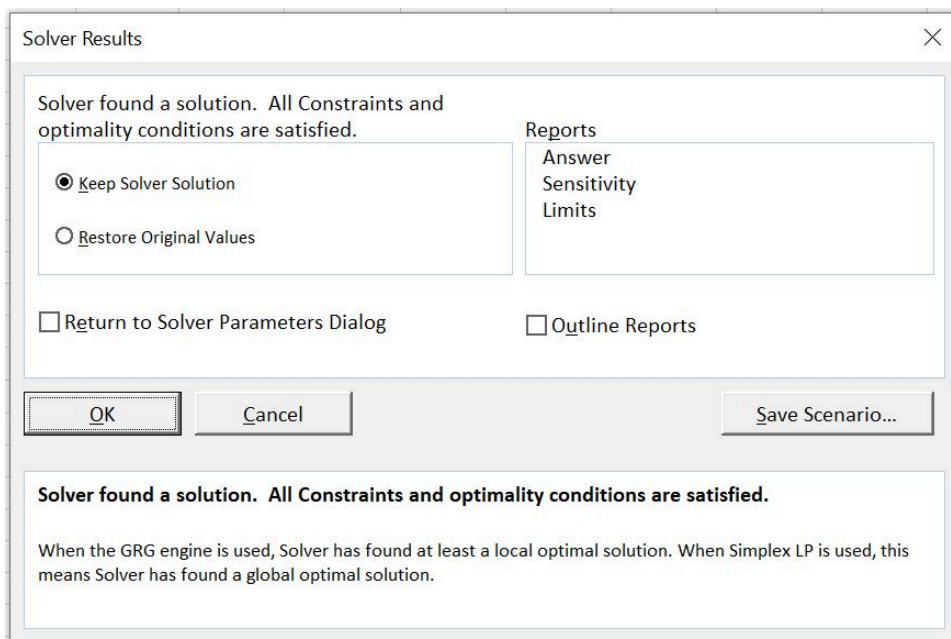 Solver Results
Solver found a solution. All Constraints and
optimality conditions are satisfied.
Keep Solver Solution
Restore Original Values
Reports
Answer
Sensitivity
Limits
Return to Solver Parameters Dialog
Outline Reports
OK
Cancel
Save Scenario...
Solver found a solution. All Constraints and optimality conditions are satisfied.
When the GRG engine is used, Solver has found at least a local optimal solution. When Simplex LP is used, this
means Solver has found a global optimal solution.